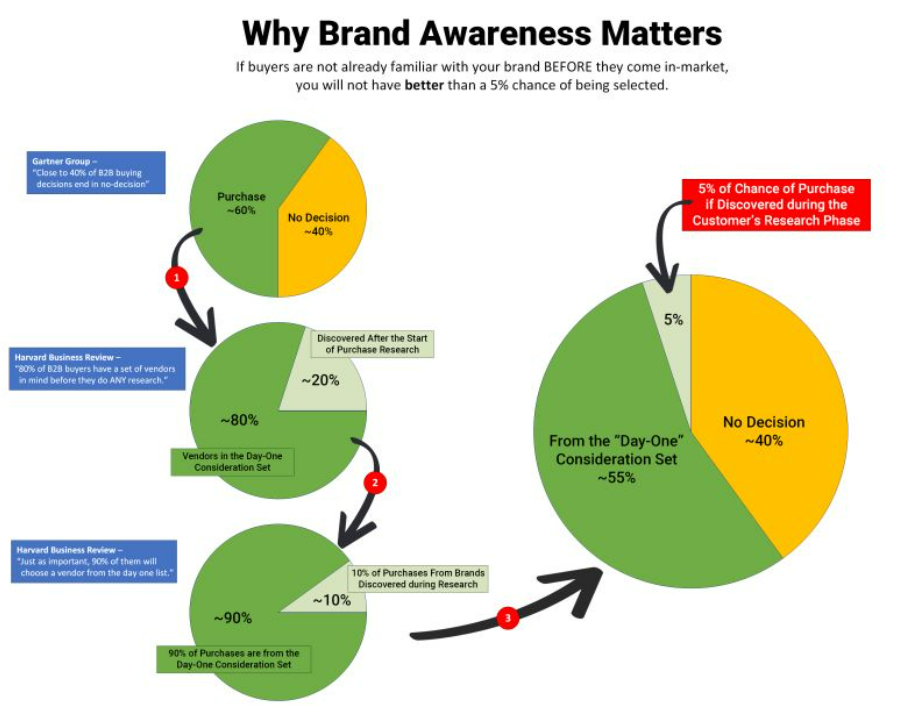 Why Brand Awareness Matters
If buyers are not already familiar with your brand BEFORE they come in-market,
you will not have better than a 5% chance of being selected.
Gartner Group –
"Close to 40% of B2B buying
decisions end in no-decision"
Purchase
~60%
No Decision
~40%
1
Harvard Business Review –
"80% of B2B buyers have a set of vendors
in mind before they do ANY research."
Discovered After the Start
of Purchase Research
~20%
~80%
Vendors in the Day-One
Consideration Set
2
Harvard Business Review –
"Just as important, 90% of them will
choose a vendor from the day one list."
10% of Purchases From Brands
Discovered during Research
~10%
~90%
90% of Purchases are from the
Day-One Consideration Set
3
5% of Chance of Purchase
if Discovered during the
Customer's Research Phase
5%
No Decision
~40%
From the "Day-One"
Consideration Set
~55%